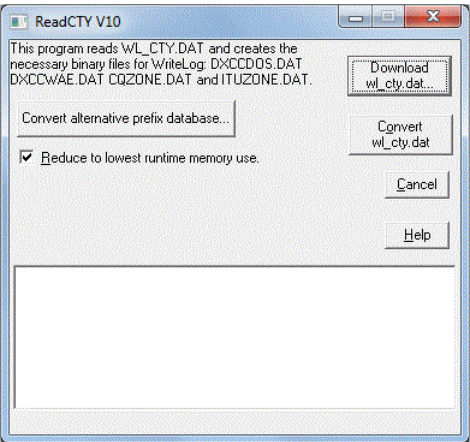 ReadCTY V10
This program reads WL_CTY.DAT and creates the
necessary binary files for WriteLog: DXCCDOS.DAT
DXCCWAE.DAT CQZONE.DAT and ITUZONE.DAT.
Download
wl_cty.dat...
Convert alternative prefix database...
Convert
wl_cty.dat
Reduce to lowest runtime memory use.
Cancel
Help